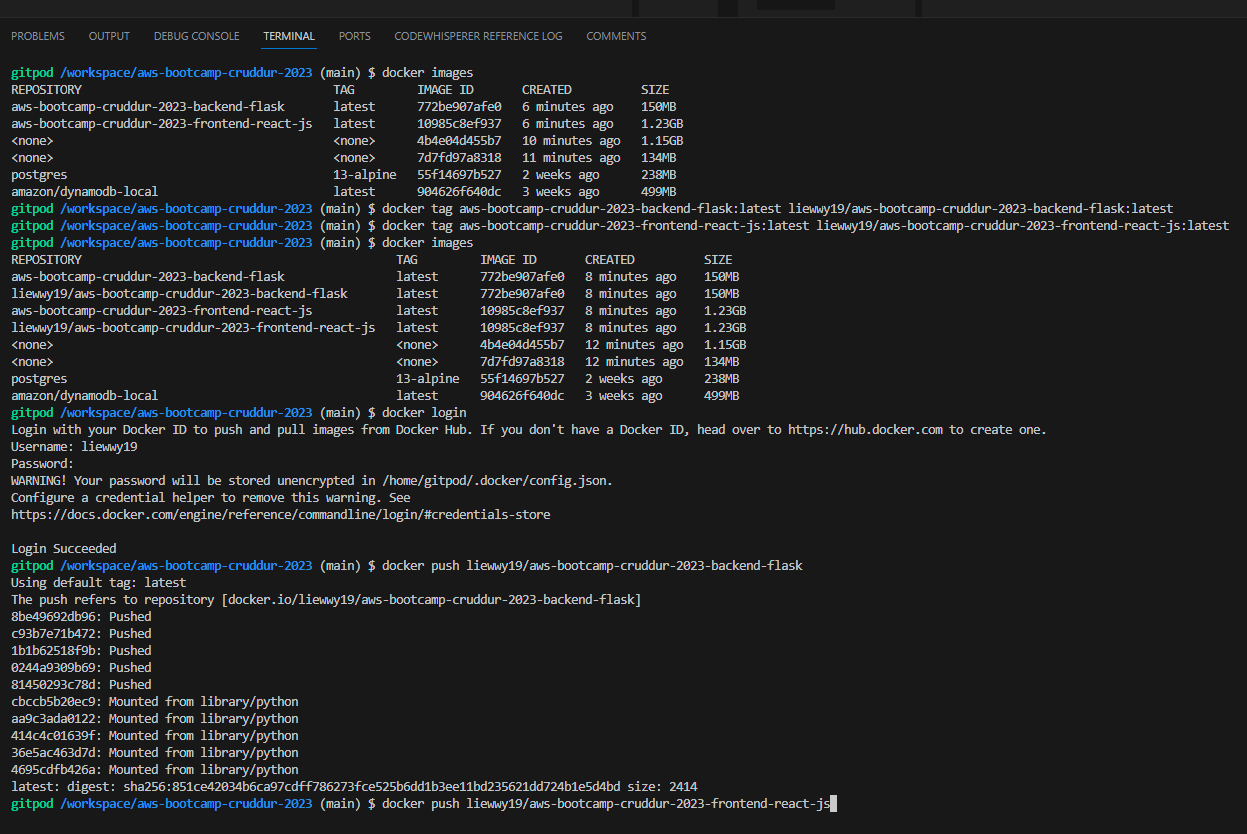 PROBLEMS OUTPUT DEBUG CONSOLE TERMINAL PORTS CODEWHISPERER REFERENCE LOG COMMENTS
gitpod /workspace/aws-bootcamp-cruddur-2023 (main) $ docker images
REPOSITORY TAG IMAGE ID CREATED SIZE
aws-bootcamp-cruddur-2023-backend-flask latest 772be907afe0 6 minutes ago 150MB
aws-bootcamp-cruddur-2023-frontend-react-js latest 10985c8ef937 6 minutes ago 1.23GB
<none> <none> 4b4e04d455b7 10 minutes ago 1.15GB
<none> <none> 7d7fd97a8318 11 minutes ago 134MB
postgres 13-alpine 55f14697b527 2 weeks ago 238MB
amazon/dynamodb-local latest 904626f640dc 3 weeks ago 499MB
gitpod /workspace/aws-bootcamp-cruddur-2023 (main) $ docker tag aws-bootcamp-cruddur-2023-backend-flask:latest liewwy19/aws-bootcamp-cruddur-2023-backend-flask:latest
gitpod /workspace/aws-bootcamp-cruddur-2023 (main) $ docker tag aws-bootcamp-cruddur-2023-frontend-react-js:latest liewwy19/aws-bootcamp-cruddur-2023-frontend-react-js:latest
gitpod /workspace/aws-bootcamp-cruddur-2023 (main) $ docker images
REPOSITORY TAG IMAGE ID CREATED SIZE
aws-bootcamp-cruddur-2023-backend-flask latest 772be907afe0 8 minutes ago 150MB
liewwy19/aws-bootcamp-cruddur-2023-backend-flask latest 772be907afe0 8 minutes ago 150MB
aws-bootcamp-cruddur-2023-frontend-react-js latest 10985c8ef937 8 minutes ago 1.23GB
liewwy19/aws-bootcamp-cruddur-2023-frontend-react-js latest 10985c8ef937 8 minutes ago 1.23GB
<none> <none> 4b4e04d455b7 12 minutes ago 1.15GB
<none> <none> 7d7fd97a8318 12 minutes ago 134MB
postgres 13-alpine 55f14697b527 2 weeks ago 238MB
amazon/dynamodb-local latest 904626f640dc 3 weeks ago 499MB
gitpod /workspace/aws-bootcamp-cruddur-2023 (main) $ docker login
Login with your Docker ID to push and pull images from Docker Hub. If you don't have a Docker ID, head over to https://hub.docker.com to create one.
Username: liewwy19
Password:
WARNING! Your password will be stored unencrypted in /home/gitpod/.docker/config.json.
Configure a credential helper to remove this warning. See
https://docs.docker.com/engine/reference/commandline/login/#credentials-store
Login Succeeded
gitpod /workspace/aws-bootcamp-cruddur-2023 (main) $ docker push liewwy19/aws-bootcamp-cruddur-2023-backend-flask
Using default tag: latest
The push refers to repository [docker.io/liewwy19/aws-bootcamp-cruddur-2023-backend-flask]
8be49692db96: Pushed
c93b7e71b472: Pushed
1b1b62518f9b: Pushed
0244a9309b69: Pushed
81450293c78d: Pushed
cbccb5b20ec9: Mounted from library/python
aa9c3ada0122: Mounted from library/python
414c4c01639f: Mounted from library/python
36e5ac463d7d: Mounted from library/python
4695cdfb426a: Mounted from library/python
latest: digest: sha256:851ce42034b6ca97cdff786273fce525b6dd1b3ee11bd235621dd724b1e5d4bd size: 2414
gitpod /workspace/aws-bootcamp-cruddur-2023 (main) $ docker push liewwy19/aws-bootcamp-cruddur-2023-frontend-react-js